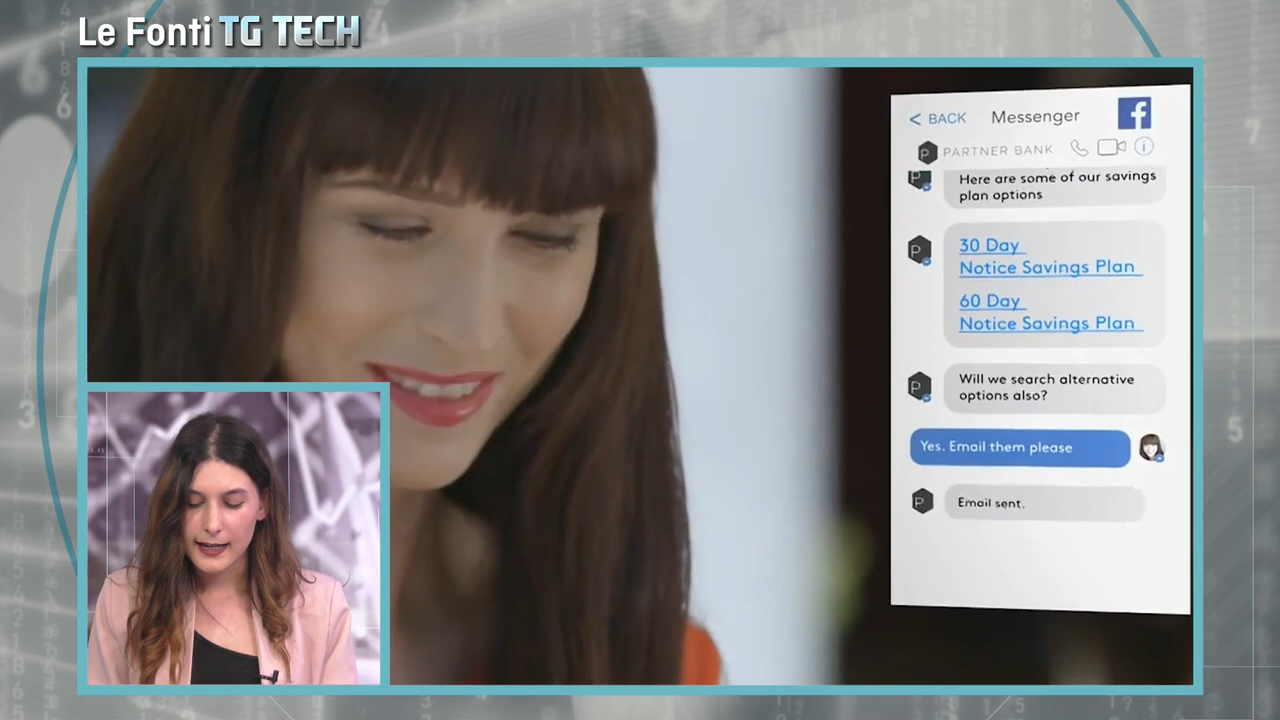 Le Fonti TG TECH
< BACK Messenger f
P PARTNER BANK
Here are some of our savings
plan options
30 Day
Notice Savings Plan
60 Day
Notice Savings Plan
Will we search alternative
options also?
Yes. Email them please
Email sent.